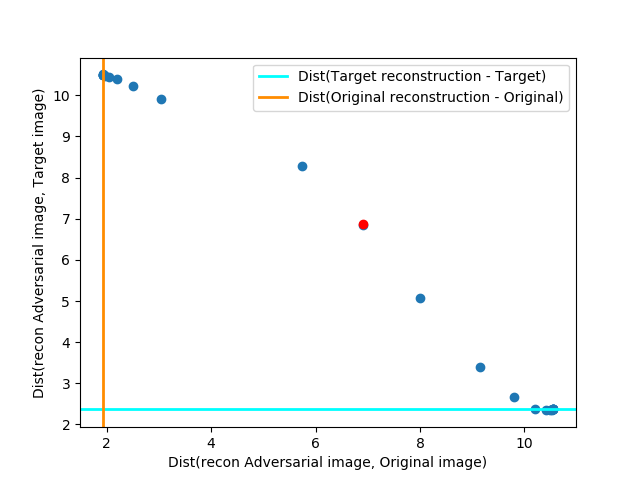 Dist(Target reconstruction - Target)
Dist(Original reconstruction - Original)
10
9
8
7
6
5
4
3
2
Dist(recon Adversarial image, Target image)
2 4 6 8 10
Dist(recon Adversarial image, Original image)